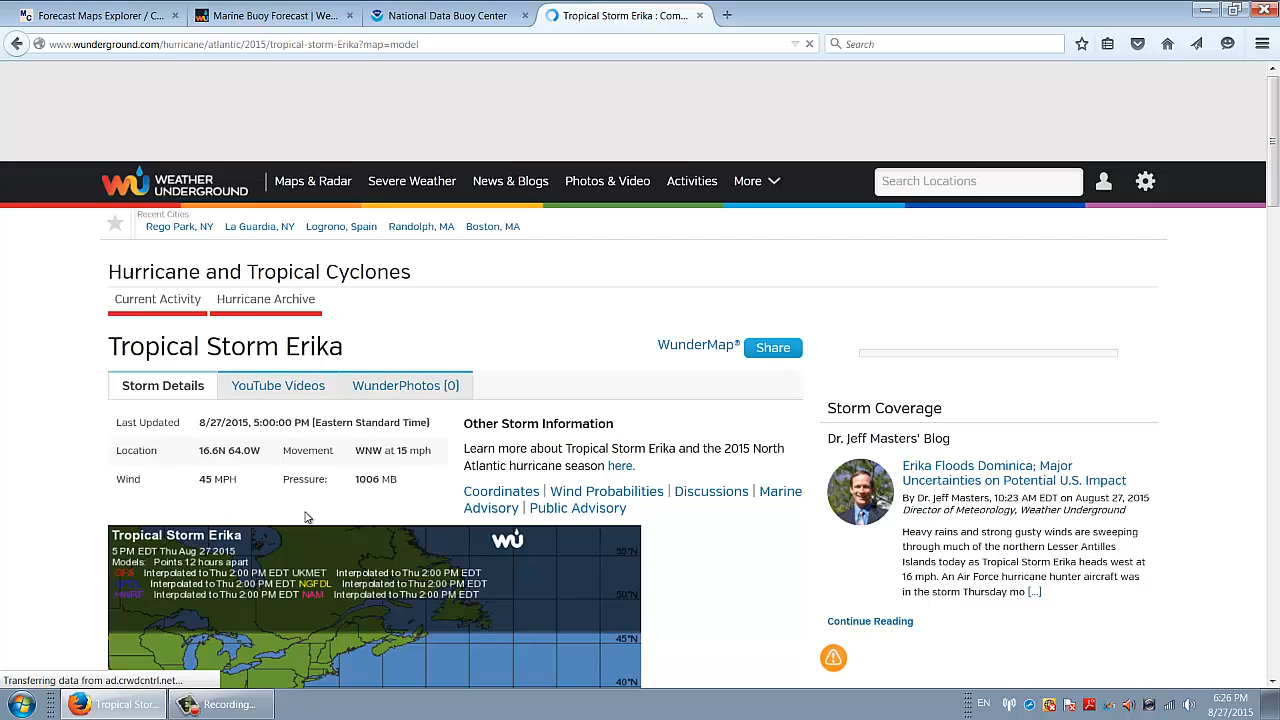 Forecast Maps Explorer / C... × Marine Buoy Forecast | We... × National Data Buoy Center × Tropical Storm Erika : Com... × +
www.wunderground.com/hurricane/atlantic/2015/tropical-storm-Erika?map=model Search
WEATHER UNDERGROUND Maps & Radar Severe Weather News & Blogs Photos & Video Activities More Search Locations
Recent Cities
Rego Park, NY La Guardia, NY Logrono, Spain Randolph, MA Boston, MA
Hurricane and Tropical Cyclones
Current Activity Hurricane Archive
Tropical Storm Erika
WunderMap® Share
Storm Details YouTube Videos WunderPhotos (0)
Last Updated 8/27/2015, 5:00:00 PM (Eastern Standard Time)
Location 16.6N 64.0W Movement WNW at 15 mph
Wind 45 MPH Pressure: 1006 MB
Other Storm Information
Learn more about Tropical Storm Erika and the 2015 North
Atlantic hurricane season here.
Coordinates | Wind Probabilities | Discussions | Marine
Advisory | Public Advisory
Tropical Storm Erika
5 PM EDT Thu Aug 27 2015
Models: Points 12 hours apart
GFS Interpolated to Thu 2:00 PM EDT UKMET Interpolated to Thu 2:00 PM EDT
Interpolated to Thu 2:00 PM EDT NGFDL Interpolated to Thu 2:00 PM EDT
HWRF Interpolated to Thu 2:00 PM EDT NAM Interpolated to Thu 2:00 PM EDT
55°N
50°N
45°N
40°N
Storm Coverage
Dr. Jeff Masters' Blog
Erika Floods Dominica; Major
Uncertainties on Potential U.S. Impact
By Dr. Jeff Masters, 10:23 AM EDT on August 27, 2015
Director of Meteorology, Weather Underground
Heavy rains and strong gusty winds are sweeping
through much of the northern Lesser Antilles
Islands today as Tropical Storm Erika heads west at
16 mph. An Air Force hurricane hunter aircraft was
in the storm Thursday mo [...]
Continue Reading
Transferring data from ad.crwdcntrl.net...
Tropical Stor... Recording... EN 6:26 PM
8/27/2015